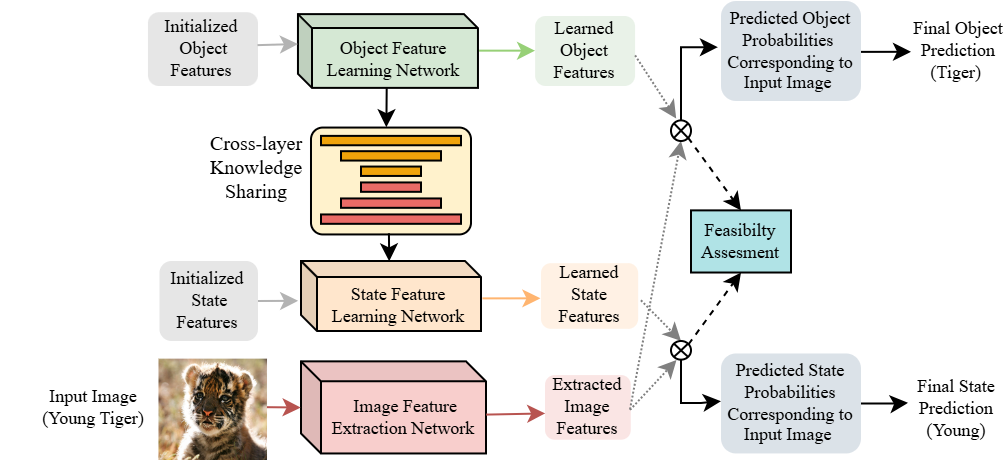 Initialized
Object
Features
Object Feature
Learning Network
Learned
Object
Features
Predicted Object
Probabilities
Corresponding to
Input Image
Final Object
Prediction
(Tiger)
Cross-layer
Knowledge
Sharing
Feasibilty
Assesment
Initialized
State
Features
State Feature
Learning Network
Learned
State
Features
Input Image
(Young Tiger)
Image Feature
Extraction Network
Extracted
Image
Features
Predicted State
Probabilities
Corresponding to
Input Image
Final State
Prediction
(Young)